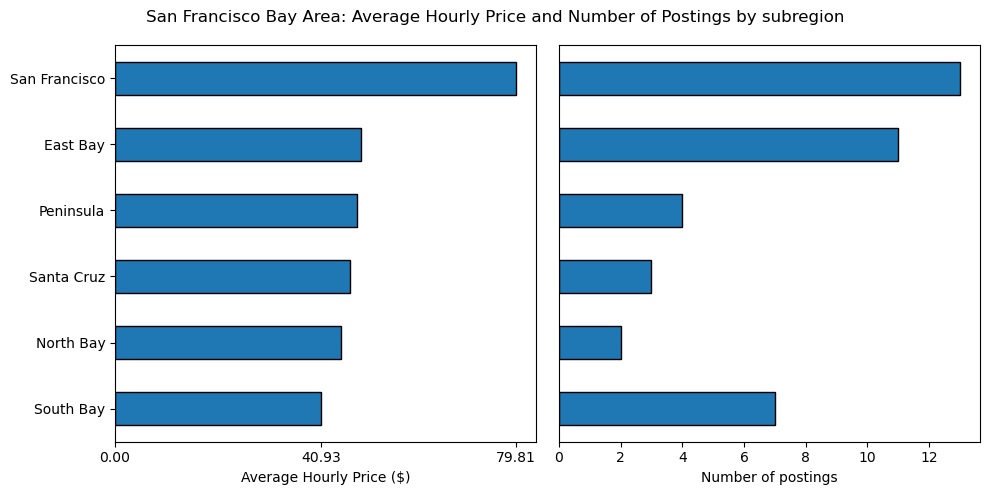 San Francisco Bay Area: Average Hourly Price and Number of Postings by subregion
San Francisco
East Bay
Peninsula
Santa Cruz
North Bay
South Bay
0.00 40.93 79.81
Average Hourly Price ($)
0 2 4 6 8 10 12
Number of postings